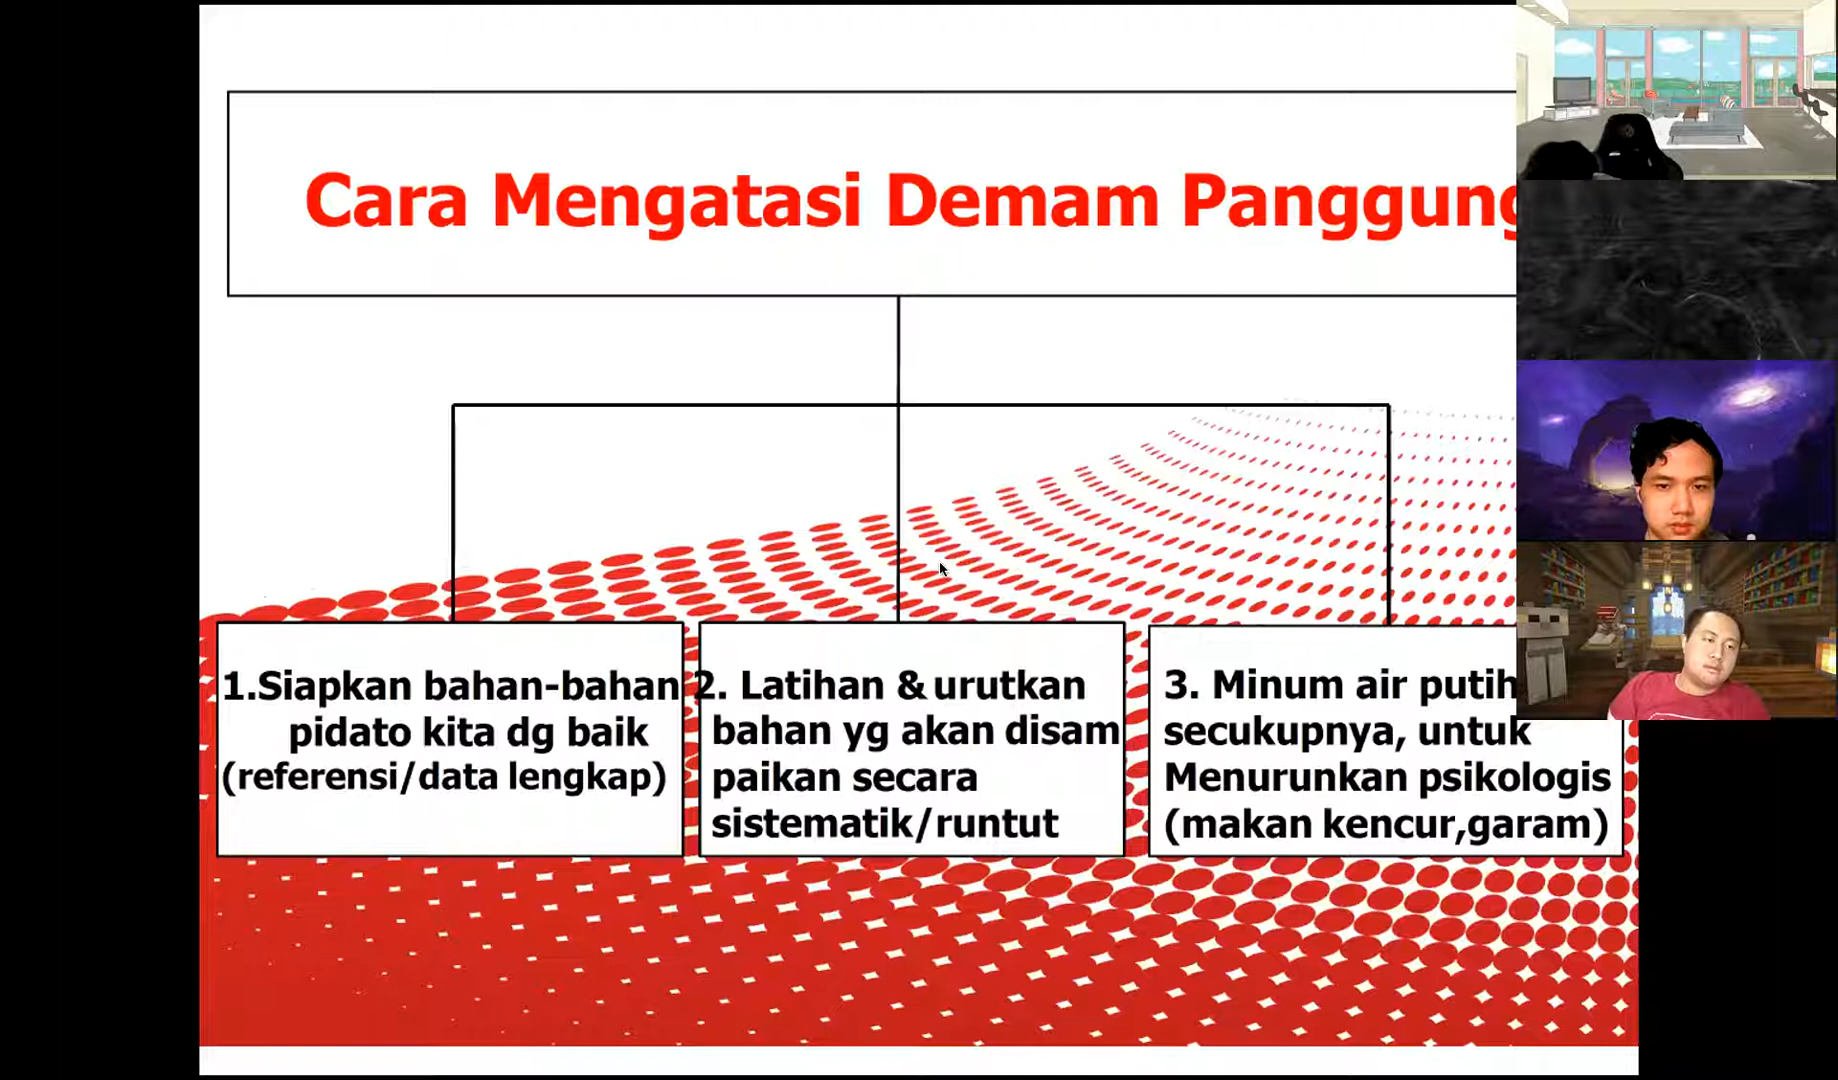 Cara Mengatasi Demam Panggung
1.Siapkan bahan-bahan
pidato kita dg baik
(referensi/data lengkap)
2. Latihan & urutkan
bahan yg akan disam
paikan secara
sistematik/runtut
3. Minum air putih
secukupnya, untuk
Menurunkan psikologis
(makan kencur,garam)